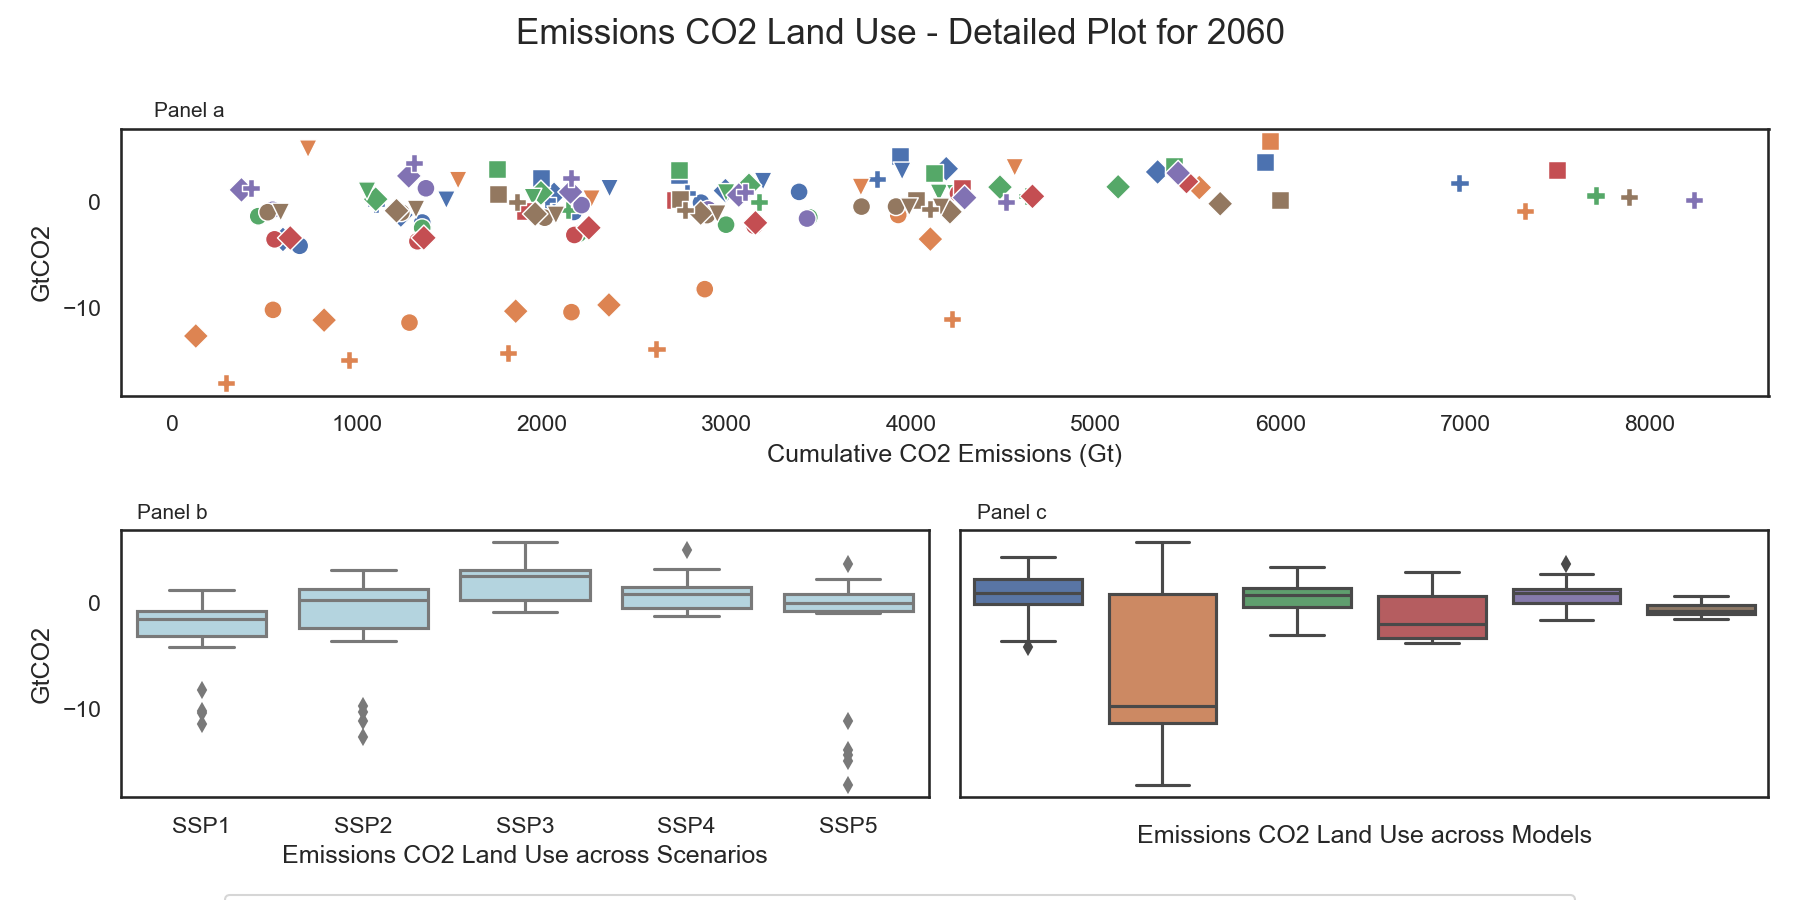 Emissions CO2 Land Use - Detailed Plot for 2060
Panel a
GtCO2
0
−10
0 1000 2000 3000 4000 5000 6000 7000 8000
Cumulative CO2 Emissions (Gt)
Panel b
GtCO2
0
−10
SSP1 SSP2 SSP3 SSP4 SSP5
Emissions CO2 Land Use across Scenarios
Panel c
Emissions CO2 Land Use across Models